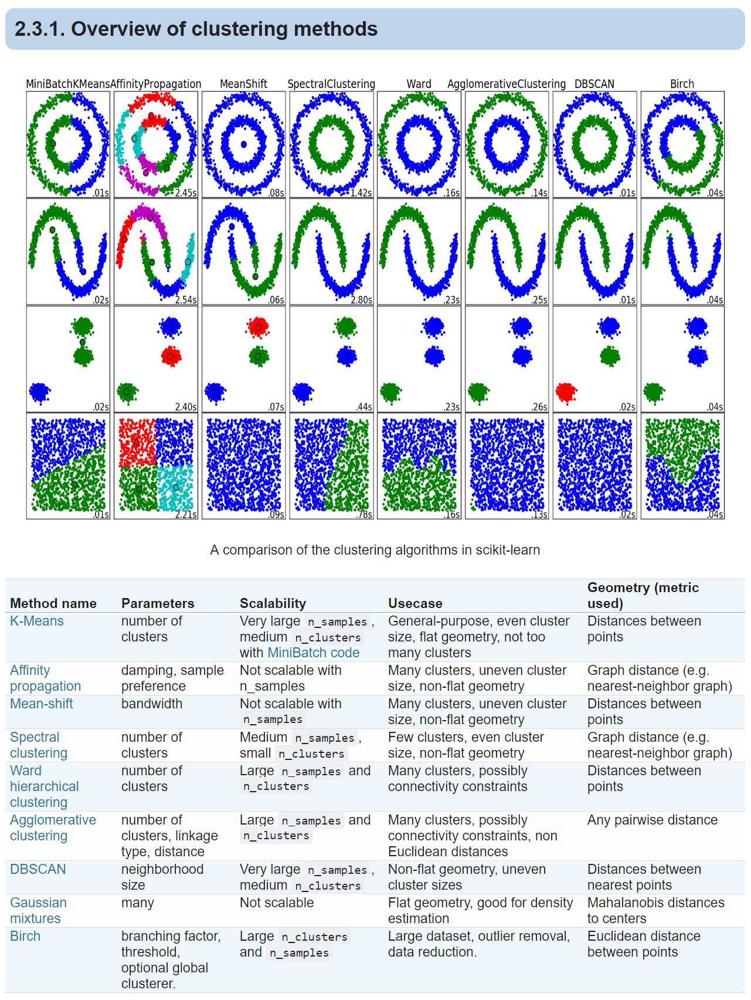 2.3.1. Overview of clustering methods
MiniBatchKMeans AffinityPropagation MeanShift SpectralClustering Ward AgglomerativeClustering DBSCAN Birch
.01s 2.45s .08s 1.42s .16s .14s .01s .04s
.02s 2.54s .06s 2.80s .23s .25s .01s .04s
.02s 2.40s .07s .44s .23s .26s .02s .04s
.01s 2.21s .09s .78s .16s .13s .02s .04s
A comparison of the clustering algorithms in scikit-learn
Geometry (metric
Method name Parameters Scalability Usecase used)
K-Means number of Very large n_samples, General-purpose, even cluster Distances between
clusters medium n_clusters size, flat geometry, not too points
with MiniBatch code many clusters
Affinity damping, sample Not scalable with Many clusters, uneven cluster Graph distance (e.g.
propagation preference n_samples size, non-flat geometry nearest-neighbor graph)
Mean-shift bandwidth Not scalable with Many clusters, uneven cluster Distances between
n_samples size, non-flat geometry points
Spectral number of Medium n_samples, Few clusters, even cluster Graph distance (e.g.
clustering clusters small n_clusters size, non-flat geometry nearest-neighbor graph)
Ward number of Large n_samples and Many clusters, possibly Distances between
hierarchical clusters n_clusters connectivity constraints points
clustering
Agglomerative number of Large n_samples and Many clusters, possibly Any pairwise distance
clustering clusters, linkage n_clusters connectivity constraints, non
type, distance Euclidean distances
DBSCAN neighborhood Very large n_samples, Non-flat geometry, uneven Distances between
size medium n_clusters cluster sizes nearest points
Gaussian many Not scalable Flat geometry, good for density Mahalanobis distances
mixtures estimation to centers
Birch branching factor, Large n_clusters Large dataset, outlier removal, Euclidean distance
threshold, and n_samples data reduction. between points
optional global
clusterer.